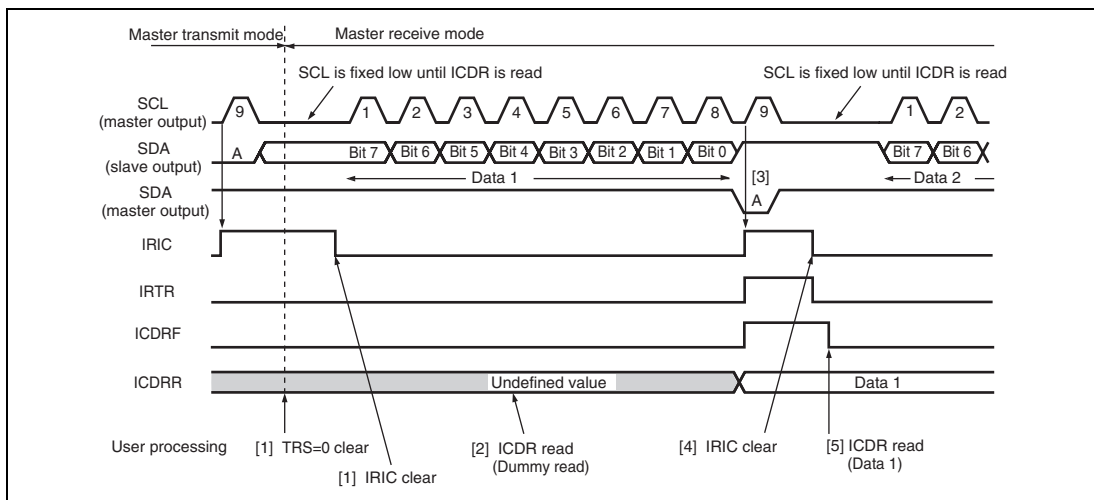 Master transmit mode Master receive mode
SCL is fixed low until ICDR is read SCL is fixed low until ICDR is read
SCL
(master output)
9 1 2 3 4 5 6 7 8 9 1 2
SDA
(slave output)
A Bit 7 Bit 6 Bit 5 Bit 4 Bit 3 Bit 2 Bit 1 Bit 0 Bit 7 Bit 6
Data 1 [3] Data 2
SDA
(master output)
A
IRIC
IRTR
ICDRF
ICDRR Undefined value Data 1
User processing [1] TRS=0 clear [2] ICDR read
(Dummy read)
[4] IRIC clear [5] ICDR read
(Data 1)
[1] IRIC clear